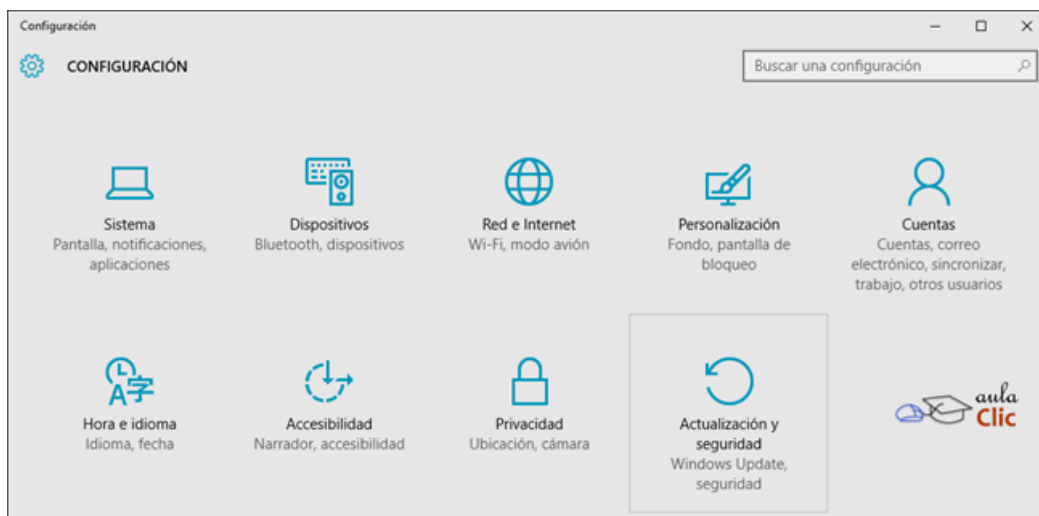 Configuración
CONFIGURACIÓN
Buscar una configuración
Sistema
Pantalla, notificaciones,
aplicaciones
Dispositivos
Bluetooth, dispositivos
Red e Internet
Wi-Fi, modo avión
Personalización
Fondo, pantalla de
bloqueo
Cuentas
Cuentas, correo
electrónico, sincronizar,
trabajo, otros usuarios
A字
Hora e idioma
Idioma, fecha
Accesibilidad
Narrador, accesibilidad
Privacidad
Ubicación, cámara
Actualización y
seguridad
Windows Update,
seguridad
aula
Clic